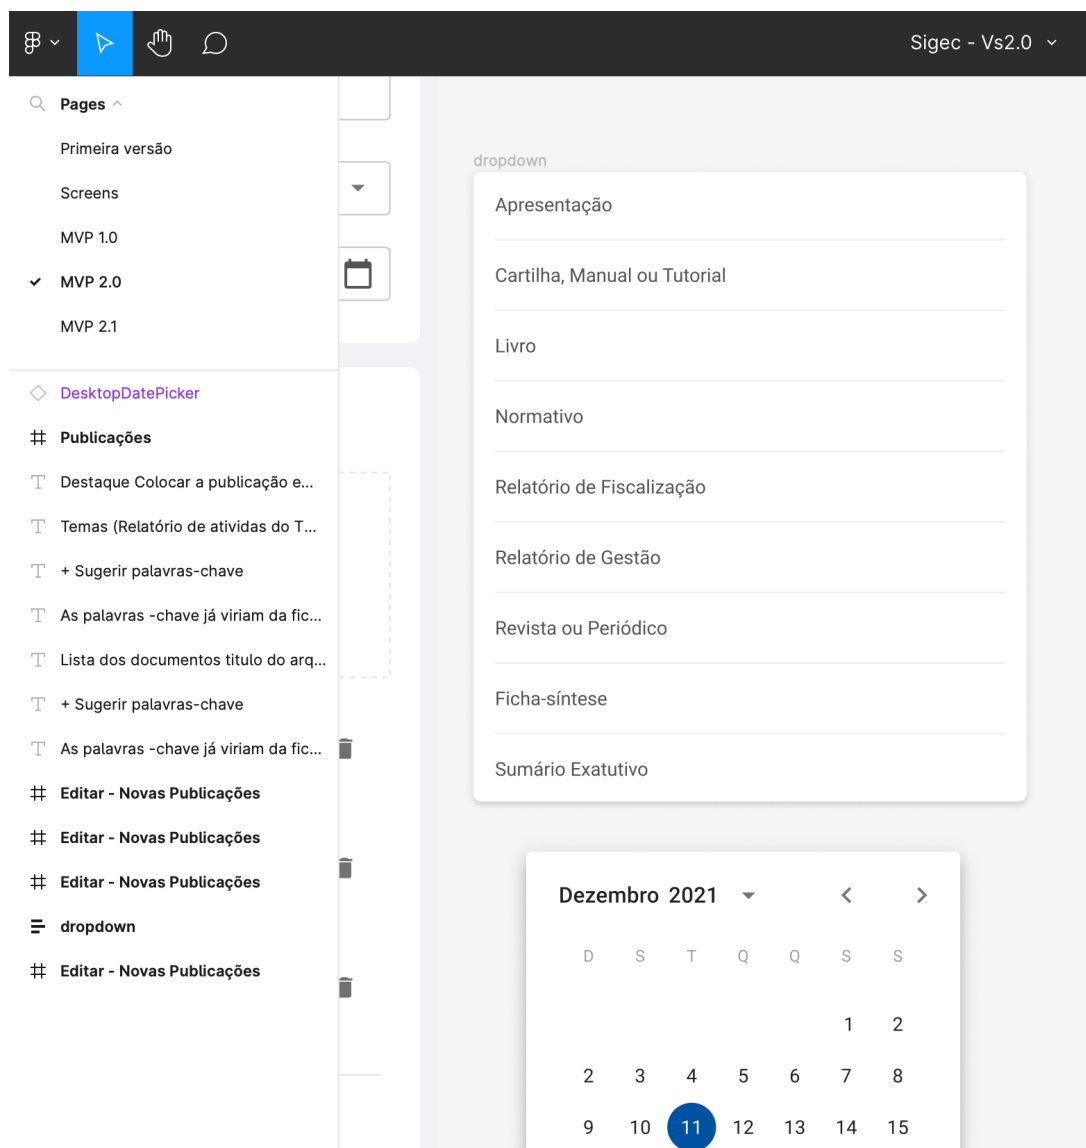 Sigec - Vs2.0
Pages
Primeira versão
Screens
MVP 1.0
MVP 2.0
MVP 2.1
DesktopDatePicker
Publicações
Destaque Colocar a publicação e...
Temas (Relatório de ativídas do T...
+ Sugerir palavras-chave
As palavras -chave já viriam da fic...
Lista dos documentos titulo do arq...
+ Sugerir palavras-chave
As palavras -chave já viriam da fic...
Editar - Novas Publicações
Editar - Novas Publicações
Editar - Novas Publicações
dropdown
Editar - Novas Publicações
dropdown
Apresentação
Cartilha, Manual ou Tutorial
Livro
Normativo
Relatório de Fiscalização
Relatório de Gestão
Revista ou Periódico
Ficha-síntese
Sumário Exatutivo
Dezembro 2021
D S T Q Q S S
1 2
2 3 4 5 6 7 8
9 10 11 12 13 14 15